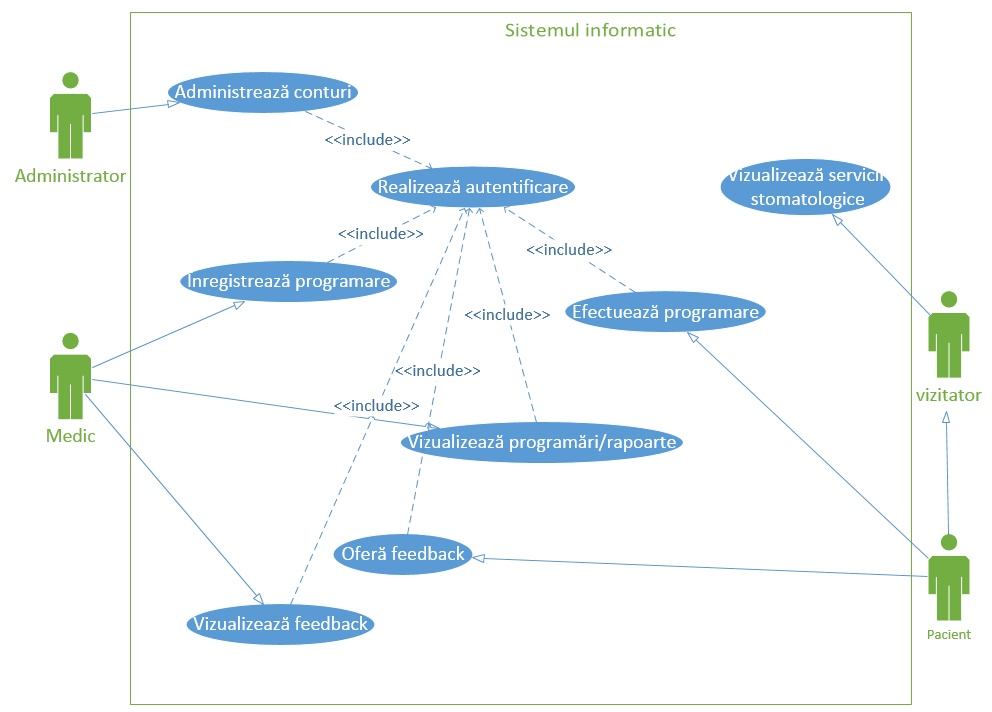 Sistemul informatic
Administrează conturi
<<include>>
Administrator
Realizează autentificare
Vizualizează servicii
stomatologice
<<include>>
<<include>>
Înregistrează programare
Efectuează programare
<<include>>
<<include>>
vizitator
<<include>>
Medic
Vizualizează programări/rapoarte
Oferă feedback
Vizualizează feedback
Pacient